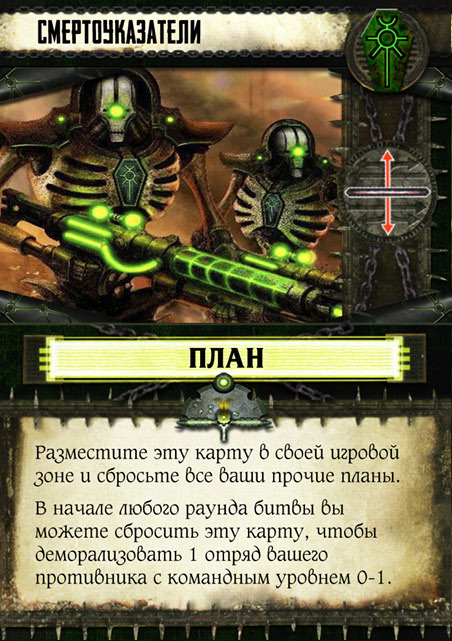 СМЕРТОУКАЗАТЕЛИ
ПЛАН
Разместите эту карту в своей игровой
зоне и сбросьте все ваши прочие планы.
В начале любого раунда битвы вы
можете сбросить эту карту, чтобы
деморализовать 1 отряд вашего
противника с командным уровнем 0-1.